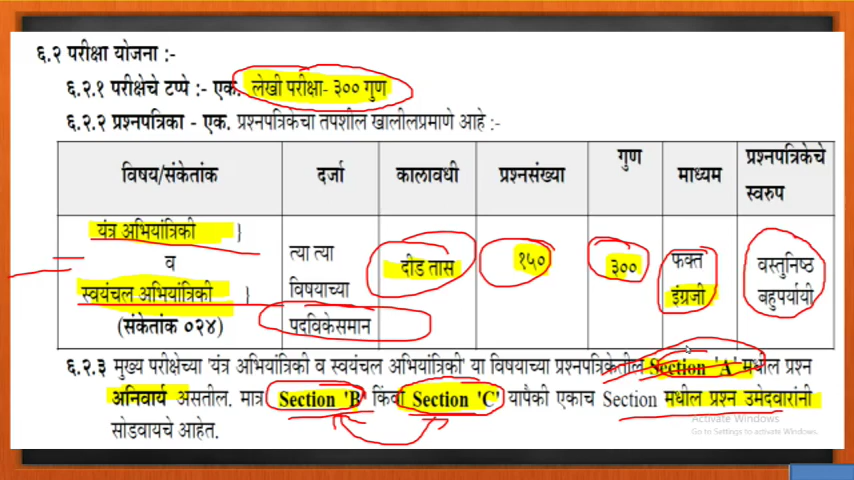 ६.२ परीक्षा योजना :-
६.२.१ परीक्षेचे टप्पे :- एक. लेखी परीक्षा- ३०० गुण
६.२.२ प्रश्नपत्रिका - एक. प्रश्नपत्रिकेचा तपशील खालीलप्रमाणे आहे :-
विषय/संकेतांक दर्जा कालावधी प्रश्नसंख्या गुण माध्यम प्रश्नपत्रिकेचे स्वरुप
यंत्र अभियांत्रिकी }
व
स्वयंचल अभियांत्रिकी }
(संकेतांक ०२४)
त्या त्या
विषयाच्या
पदविकेसमान
दीड तास
१५०
३००
फक्त
इंग्रजी
वस्तुनिष्ठ
बहुपर्यायी
६.२.३ मुख्य परीक्षेच्या 'यंत्र अभियांत्रिकी व स्वयंचल अभियांत्रिकी' या विषयाच्या प्रश्नपत्रिकेतील Section 'A' मधील प्रश्न
अनिवार्य असतील. मात्र Section 'B' किंवा Section 'C' यापैकी एकाच Section मधील प्रश्न उमेदवारांनी
सोडवायचे आहेत.
Activate Windows
Go to Settings to activate Windows.